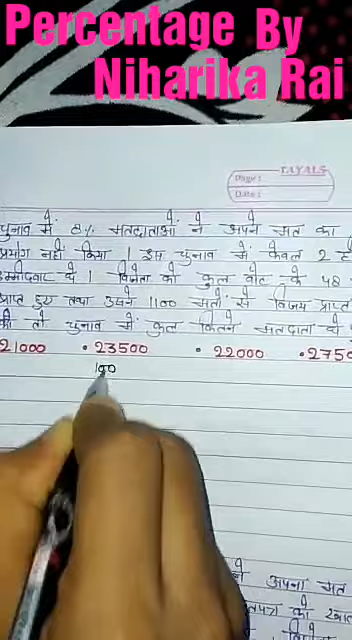 Percentage By
Niharika Rai
TAYALS
Page:
Date:
चुनाव में 8% मतदाताओं ने अपने मत का
प्रयोग नहीं किया। इस चुनाव में केवल 2 ही
उम्मीदवार थे। विजेता को कुल वोट के 48
प्राप्त हुए तथा उसने 1100 मतों से विजय प्राप्त
की तो चुनाव में कुल कितने मतदाता थे
21000 • 23500 • 22000 • 2750
100
ने अपना मत
को